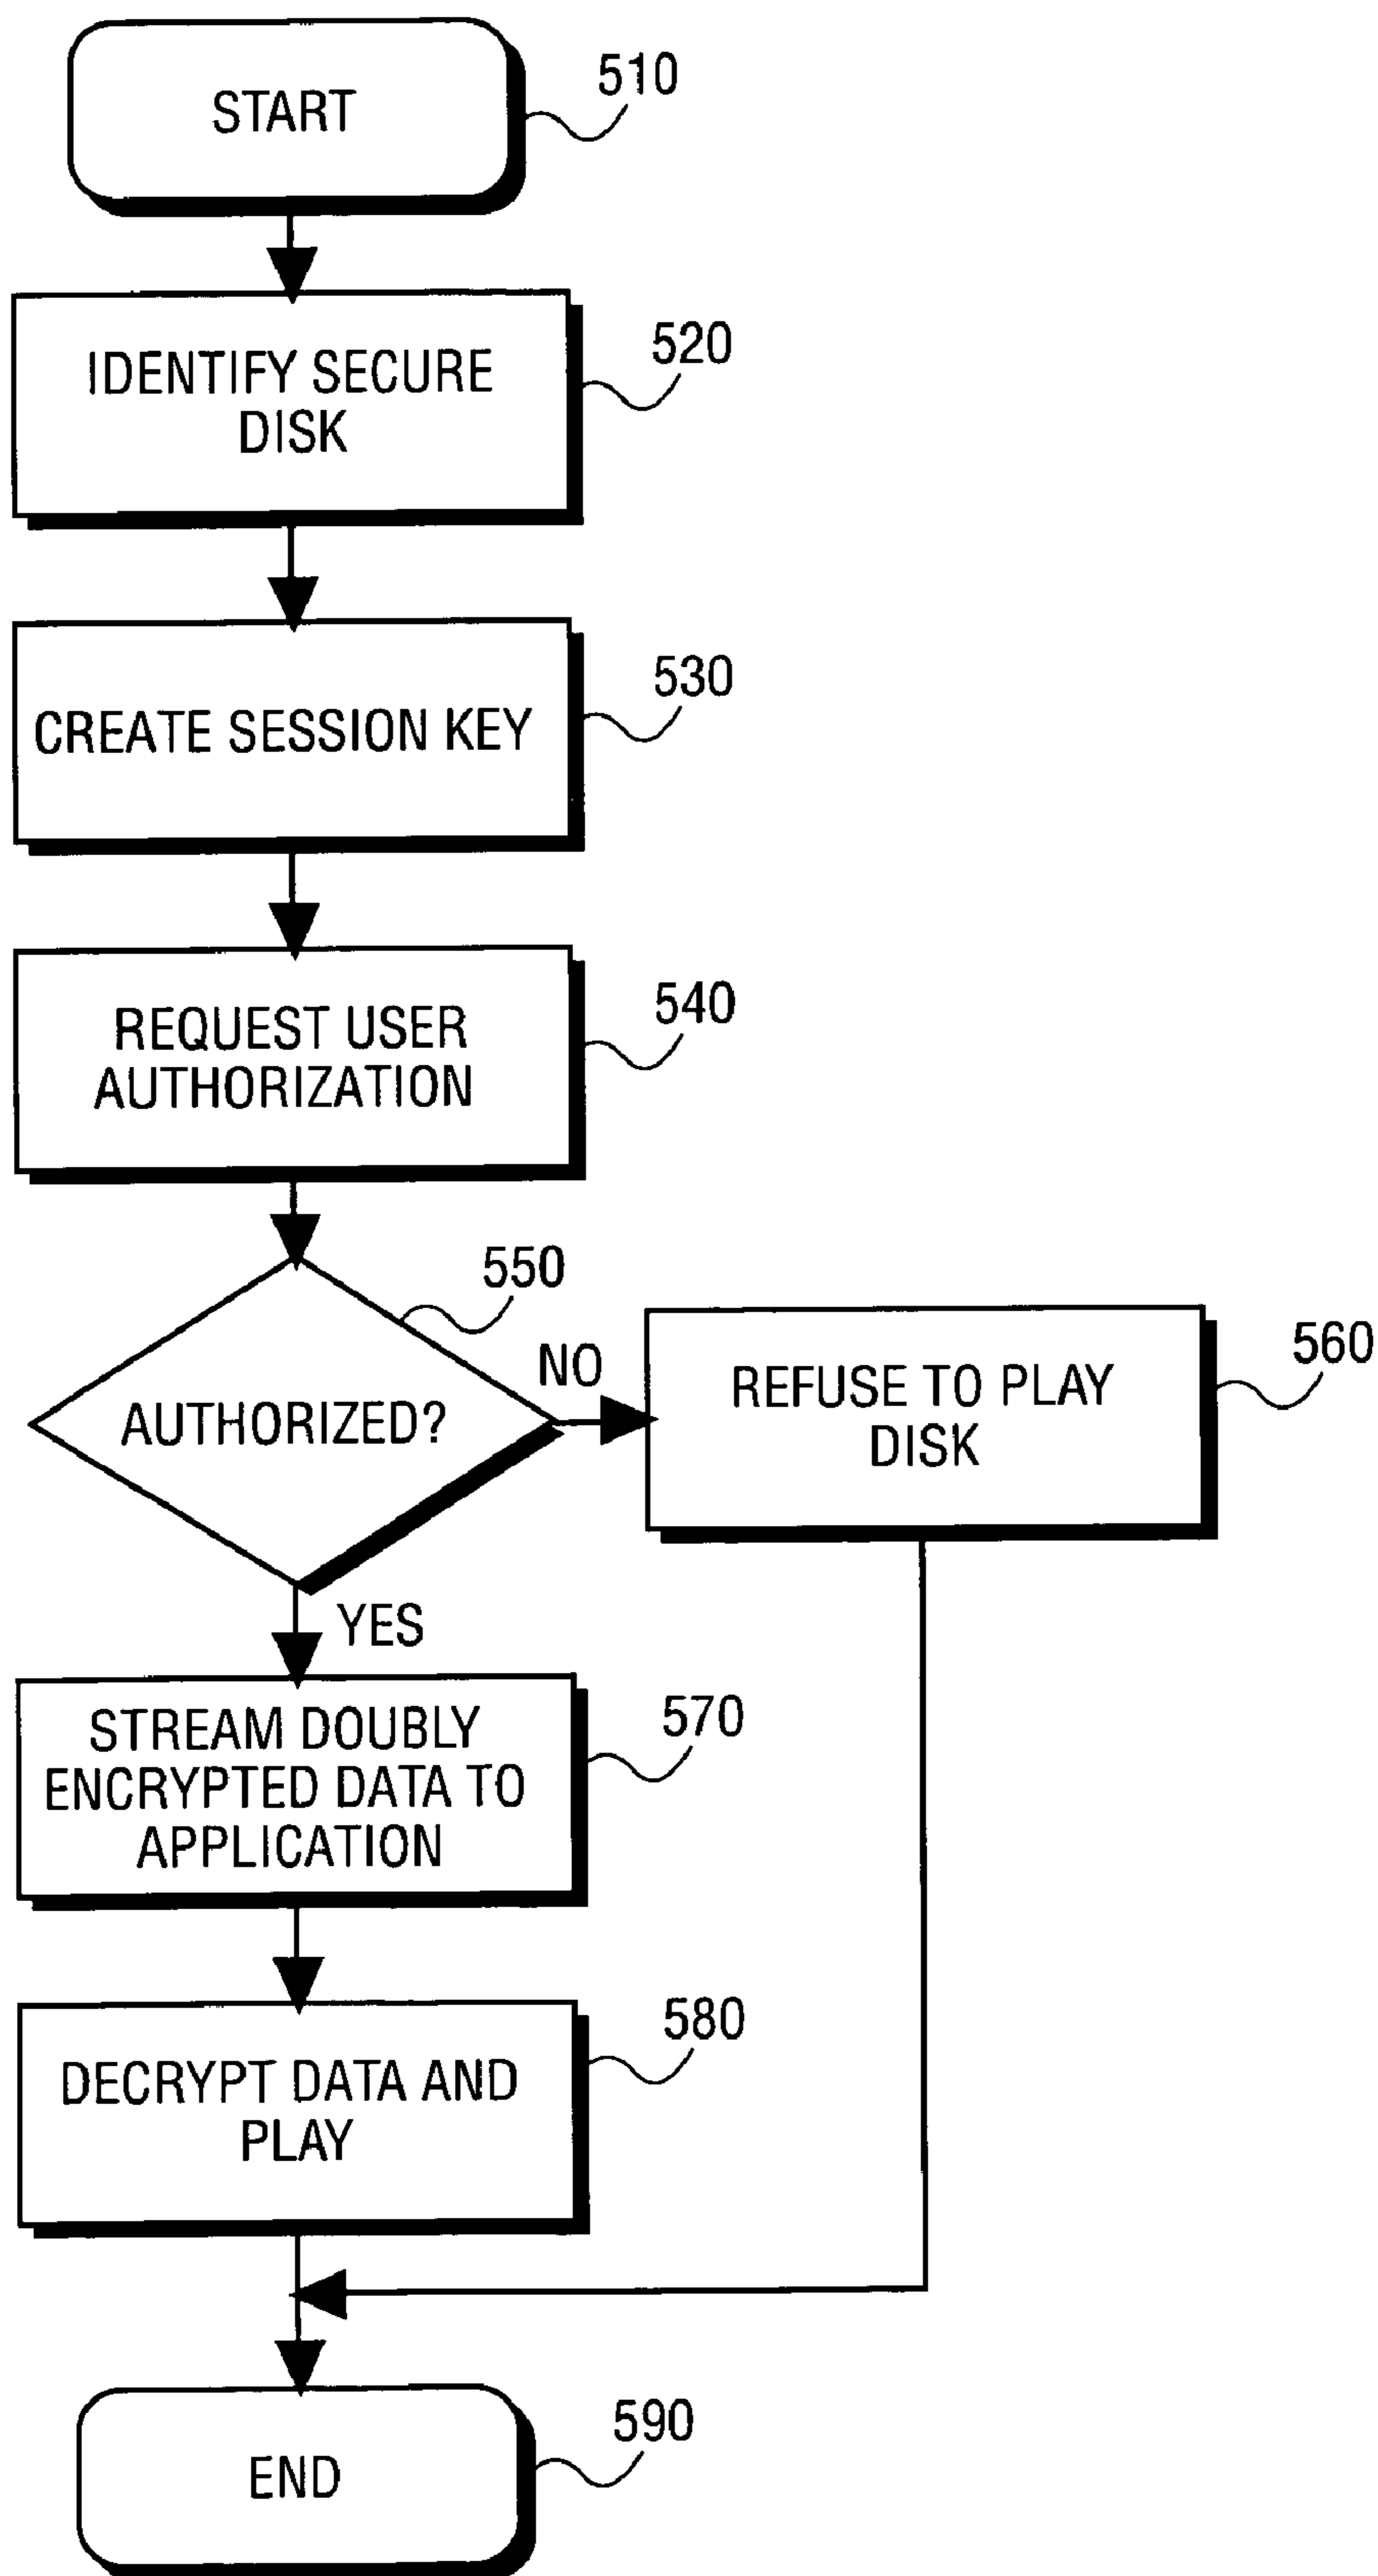 START
510
IDENTIFY SECURE
DISK
520
CREATE SESSION KEY
530
REQUEST USER
AUTHORIZATION
540
AUTHORIZED?
550
NO
REFUSE TO PLAY
DISK
560
YES
STREAM DOUBLY
ENCRYPTED DATA TO
APPLICATION
570
DECRYPT DATA AND
PLAY
580
END
590